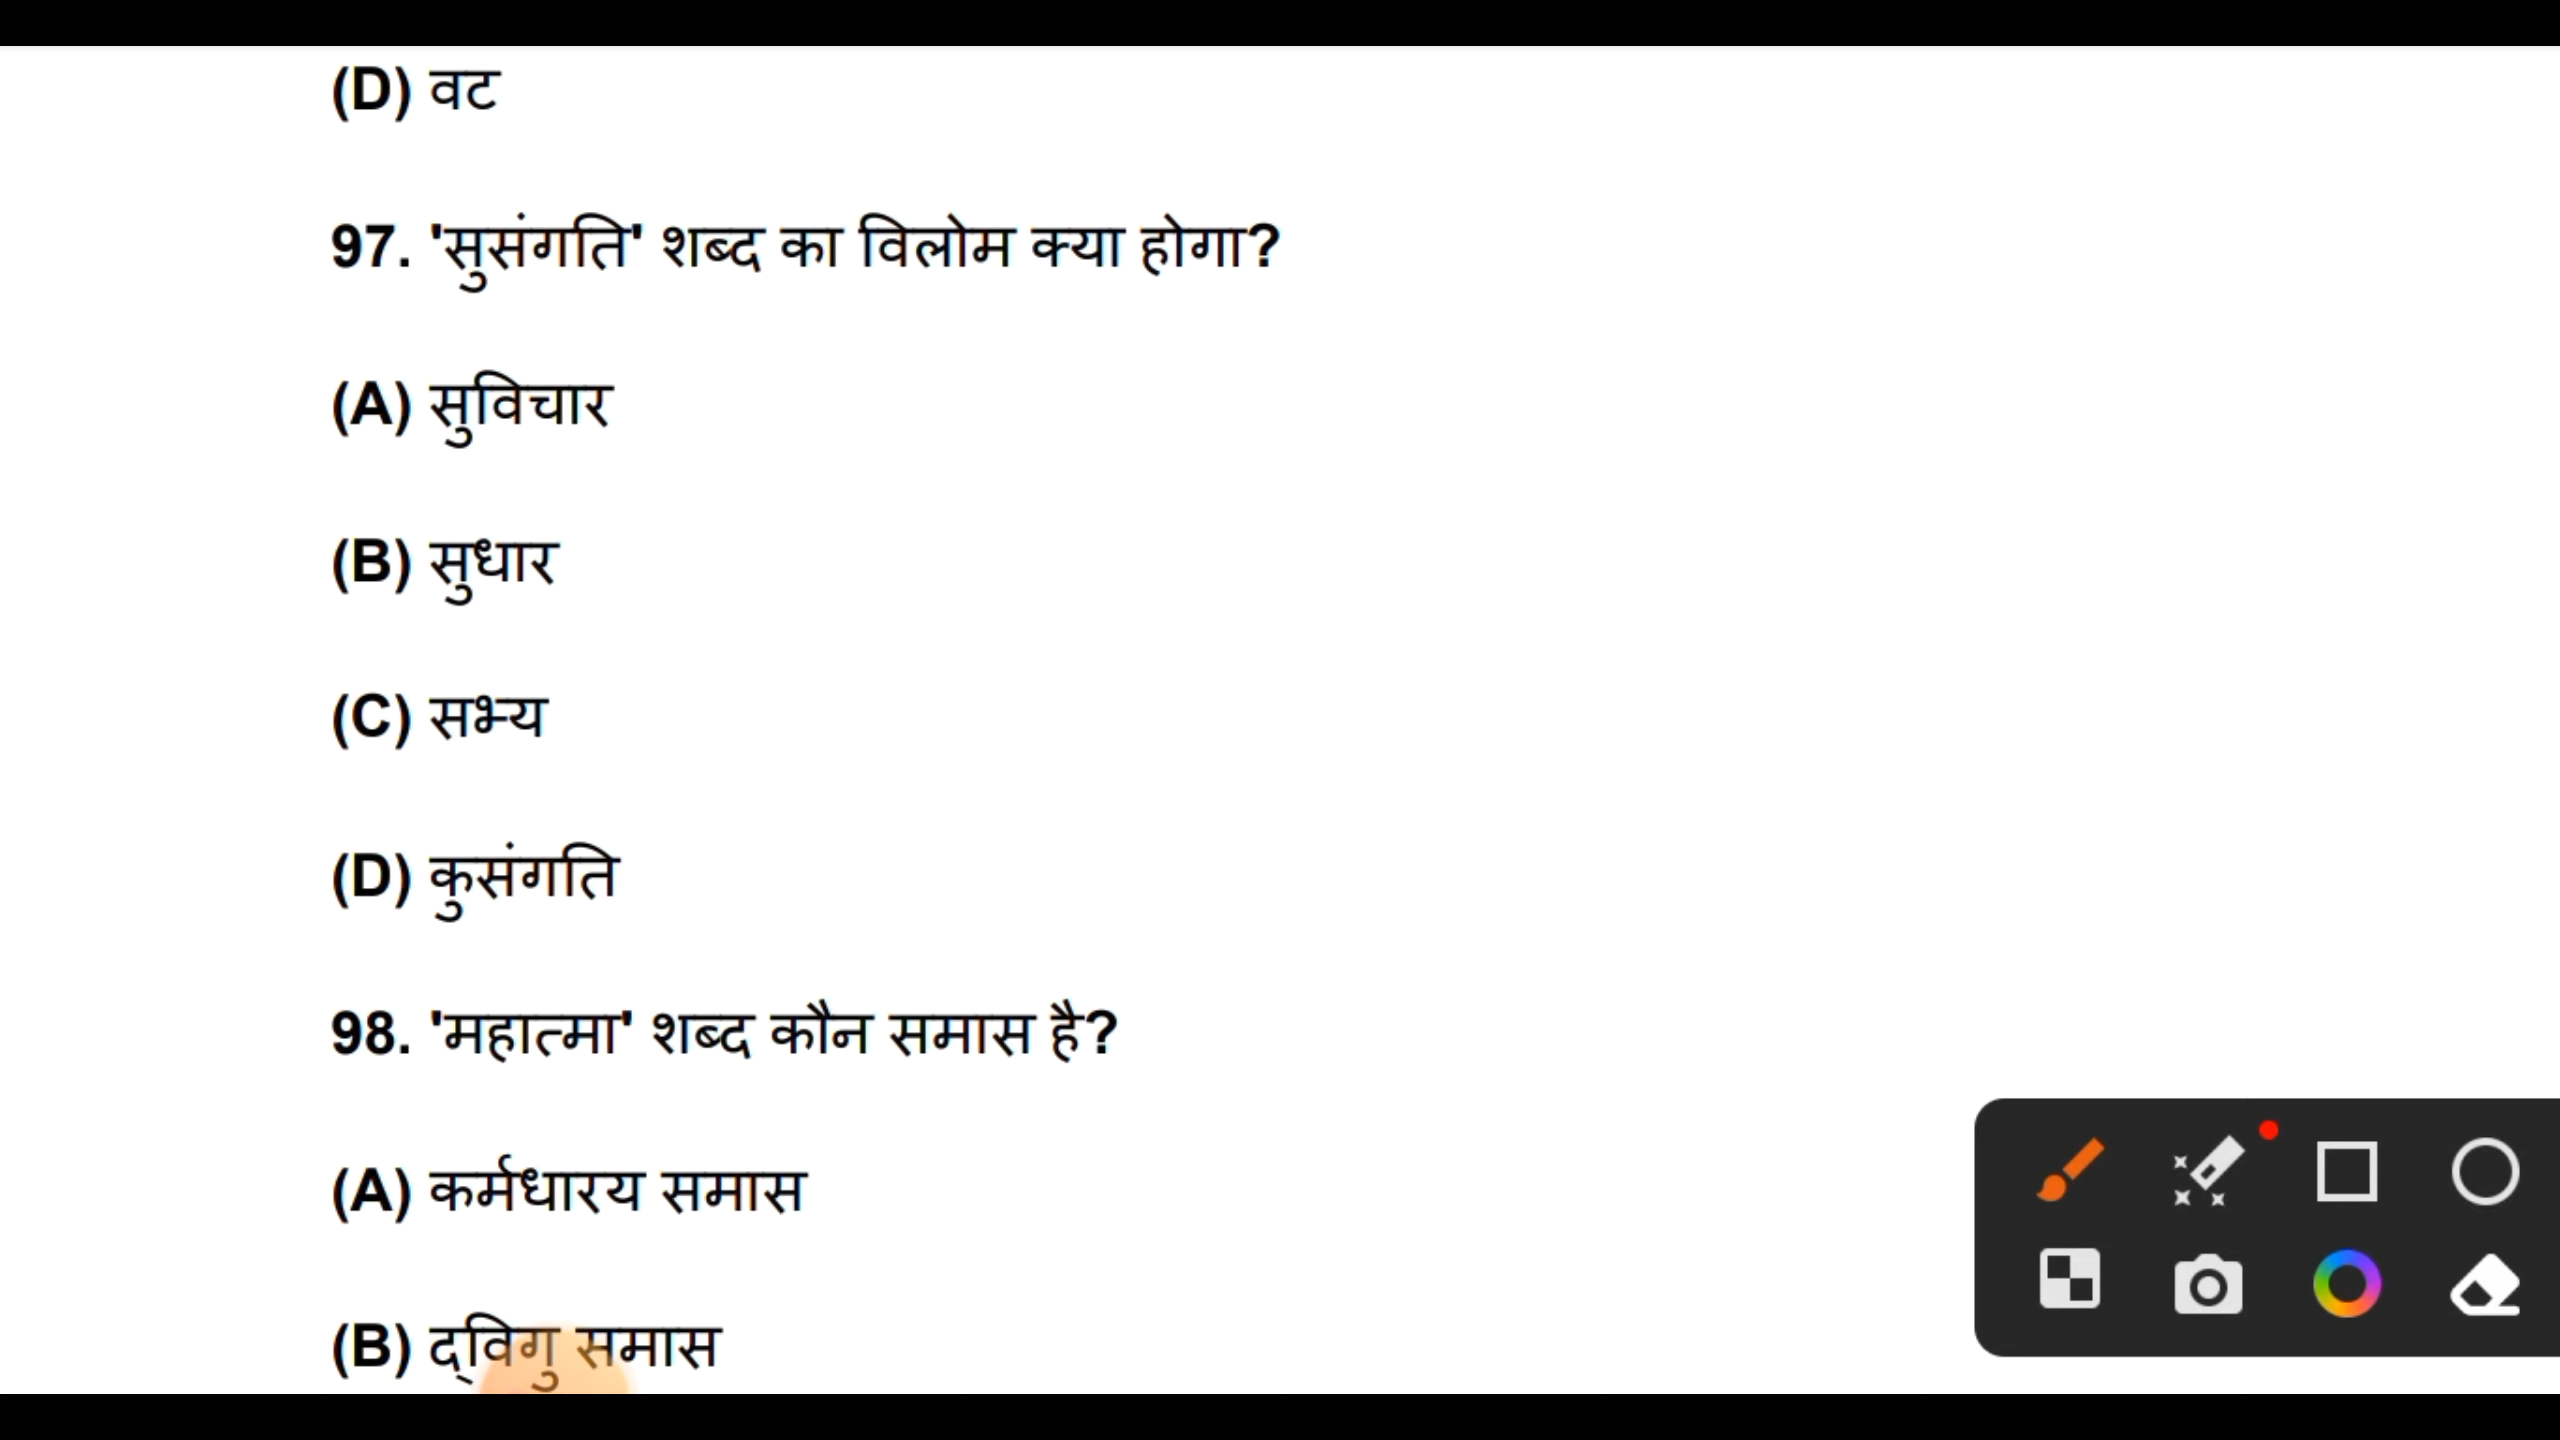 (D) वट
97. 'सुसंगति' शब्द का विलोम क्या होगा?
(A) सुविचार
(B) सुधार
(C) सभ्य
(D) कुसंगति
98. 'महात्मा' शब्द कौन समास है?
(A) कर्मधारय समास
(B) द्विगु समास